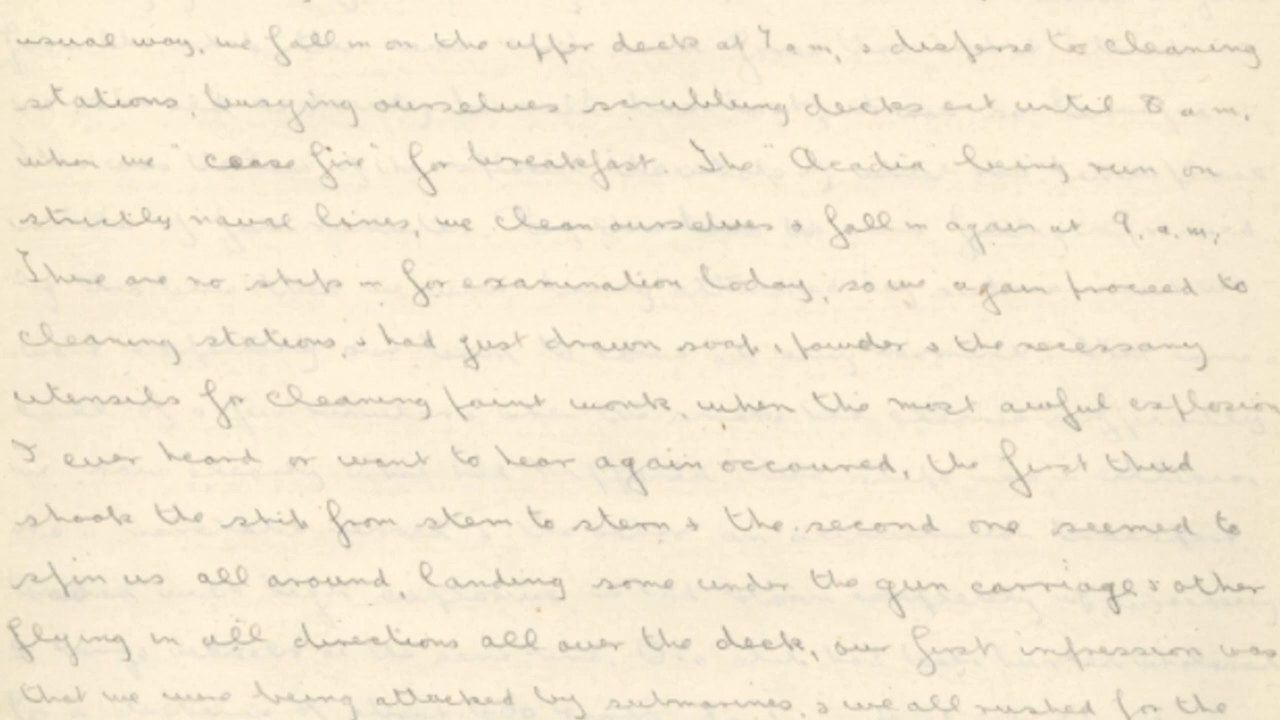 usual way, we fall in on the upper deck at 7 a m, & disperse to cleaning
stations, busying ourselves scrubbing decks ect until 8 a m,
when we "cease fire" for breakfast. The "Acadia" being run on
strictly naval lines, we clean ourselves & fall in again at 9. a. m,
There are no ships in for examination today, so we again proceed to
cleaning stations, & had just drawn soap, powder & the necessary
utensils for cleaning paint work, when the most awful explosion
I ever heard or want to hear again occoured, the first thud
shook the ship from stem to stern & the second one seemed to
spin us all around, landing some under the gun carriage & other
flying in all directions all over the deck, our first impression was
that we were being attacked by submarines, & we all rushed for the